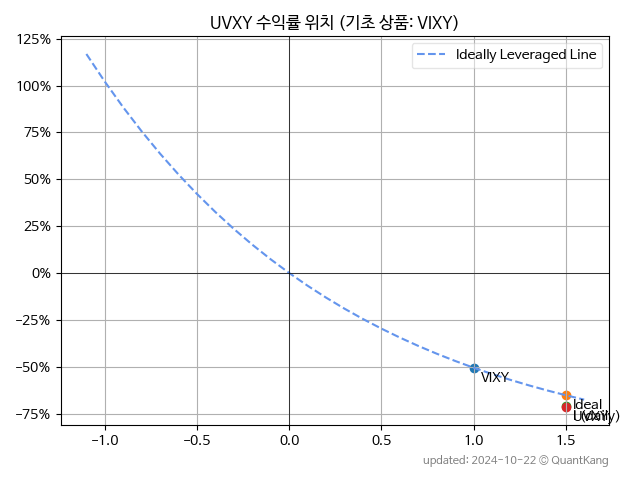 UVXY 수익률 위치 (기초 상품: VIXY)
Ideally Leveraged Line
125%
100%
75%
50%
25%
0%
−25%
−50%
−75%
VIXY
Ideal
UVXY
−1.0
−0.5
0.0
0.5
1.0
1.5
updated: 2024-10-22 © QuantKang